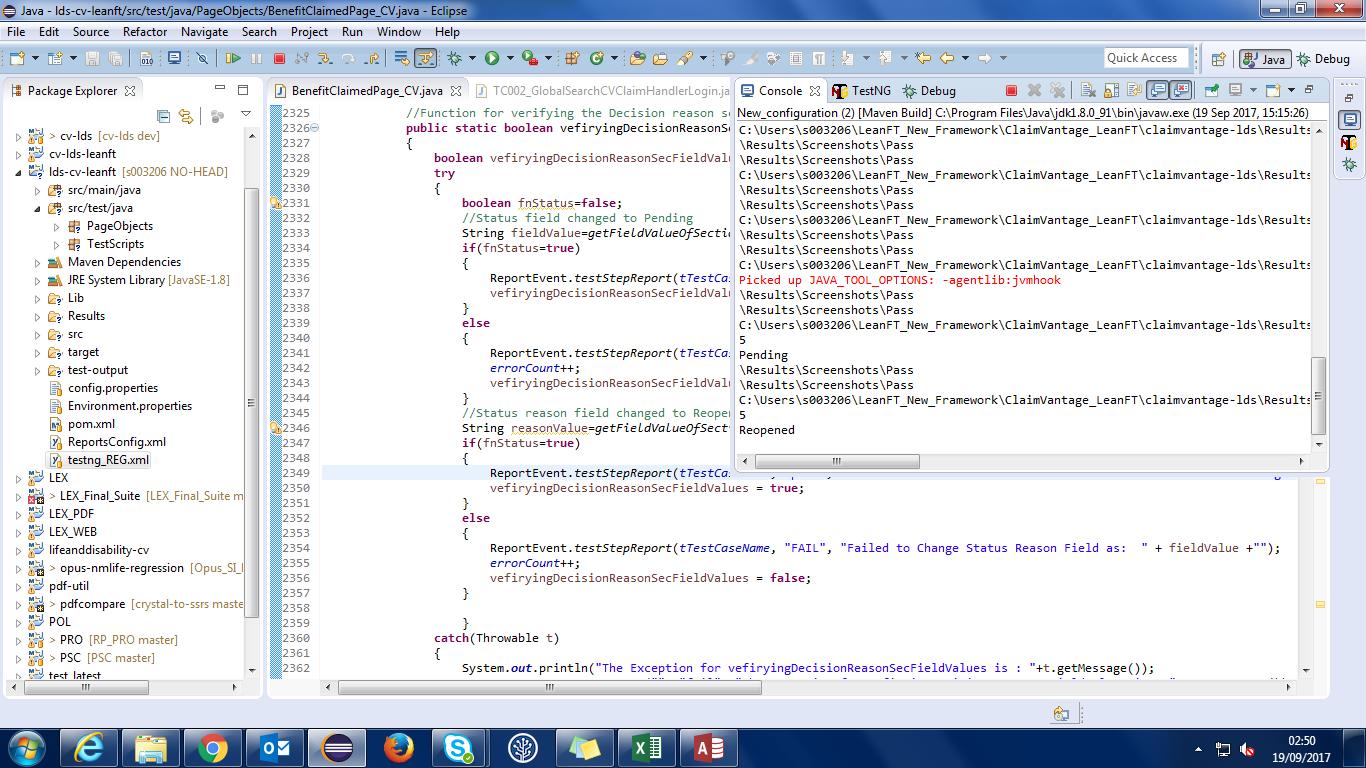 Java - lds-cv-leanft/src/test/java/PageObjects/BenefitClaimedPage_CV.java - Eclipse
File Edit Source Refactor Navigate Search Project Run Window Help
Quick Access
Java
Debug
Package Explorer
> cv-lds [cv-lds dev]
cv-lds-leanft
lds-cv-leanft [s003206 NO-HEAD]
src/main/java
src/test/java
PageObjects
TestScripts
Maven Dependencies
JRE System Library [JavaSE-1.8]
Lib
Results
src
target
test-output
config.properties
Environment.properties
pom.xml
ReportsConfig.xml
testng_REG.xml
LEX
> LEX_Final_Suite [LEX_Final_Suite m
LEX_PDF
LEX_WEB
lifeanddisability-cv
> opus-nmlife-regression [Opus_SI_I
pdf-util
> pdfcompare [crystal-to-ssrs maste
POL
> PRO [RP_PRO master]
> PSC [PSC master]
test latest
BenefitClaimedPage_CV.java
TC002_GlobalSearchCVClaimHandlerLogin.ja
2325 //Function for verifying the Decision reason se
2326 public static boolean vefiryingDecisionReasonSe
2327 {
2328 boolean vefiryingDecisionReasonSecFieldVal
2329 try
2330 {
2331 boolean fnStatus=false;
2332 //Status field changed to Pending
2333 String fieldValue=getFieldValueOfSecti
2334 if(fnStatus=true)
2335 {
2336 ReportEvent.testStepReport(tTestCa
2337 vefiryingDecisionReasonSecFieldVal
2338 }
2339 else
2340 {
2341 ReportEvent.testStepReport(tTestCa
2342 errorCount++;
2343 vefiryingDecisionReasonSecFieldVal
2344 }
2345 //Status reason field changed to Reope
2346 String reasonValue=getFieldValueOfSect
2347 if(fnStatus=true)
2348 {
2349 ReportEvent.testStepReport(tTestCa
2350 vefiryingDecisionReasonSecFieldValues = true;
2351 }
2352 else
2353 {
2354 ReportEvent.testStepReport(tTestCaseName, "FAIL", "Failed to Change Status Reason Field as:  " + fieldValue +"");
2355 errorCount++;
2356 vefiryingDecisionReasonSecFieldValues = false;
2357 }
2358
2359 }
2360 catch(Throwable t)
2361 {
2362 System.out.println("The Exception for vefiryingDecisionReasonSecFieldValues is : "+t.getMessage());
Console
TestNG
Debug
New_configuration (2) [Maven Build] C:\Program Files\Java\jdk1.8.0_91\bin\javaw.exe (19 Sep 2017, 15:15:26)
C:\Users\s003206\LeanFT_New_Framework\ClaimVantage_LeanFT\claimvantage-lds\Results
\Results\Screenshots\Pass
\Results\Screenshots\Pass
C:\Users\s003206\LeanFT_New_Framework\ClaimVantage_LeanFT\claimvantage-lds\Results
\Results\Screenshots\Pass
\Results\Screenshots\Pass
C:\Users\s003206\LeanFT_New_Framework\ClaimVantage_LeanFT\claimvantage-lds\Results
\Results\Screenshots\Pass
\Results\Screenshots\Pass
C:\Users\s003206\LeanFT_New_Framework\ClaimVantage_LeanFT\claimvantage-lds\Results
Picked up JAVA_TOOL_OPTIONS: -agentlib:jvmhook
\Results\Screenshots\Pass
\Results\Screenshots\Pass
C:\Users\s003206\LeanFT_New_Framework\ClaimVantage_LeanFT\claimvantage-lds\Results
5
Pending
\Results\Screenshots\Pass
\Results\Screenshots\Pass
C:\Users\s003206\LeanFT_New_Framework\ClaimVantage_LeanFT\claimvantage-lds\Results
5
Reopened
02:50
19/09/2017